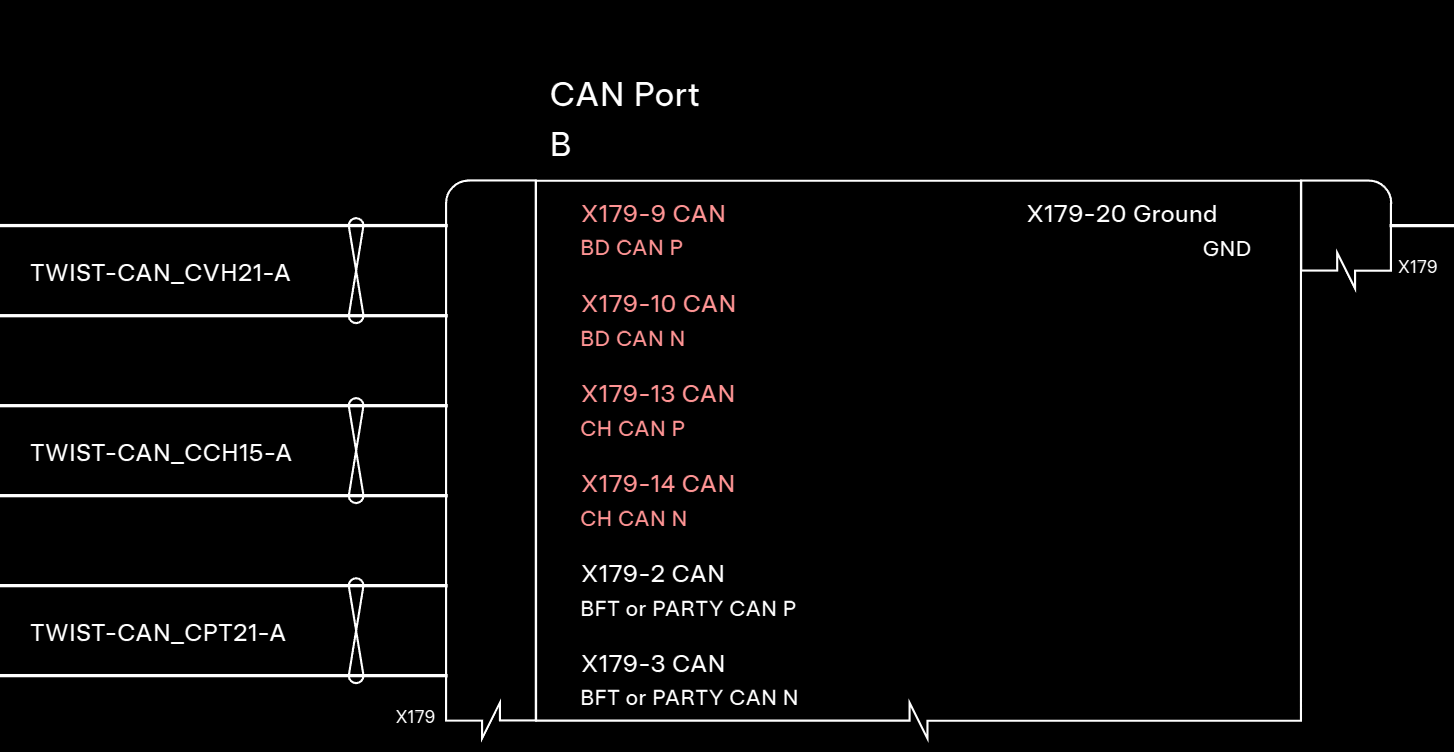 CAN Port
B
X179-9 CAN
BD CAN P
X179-20 Ground
GND
X179
TWIST-CAN_CVH21-A
X179-10 CAN
BD CAN N
X179-13 CAN
CH CAN P
TWIST-CAN_CCH15-A
X179-14 CAN
CH CAN N
X179-2 CAN
BFT or PARTY CAN P
TWIST-CAN_CPT21-A
X179-3 CAN
BFT or PARTY CAN N
X179